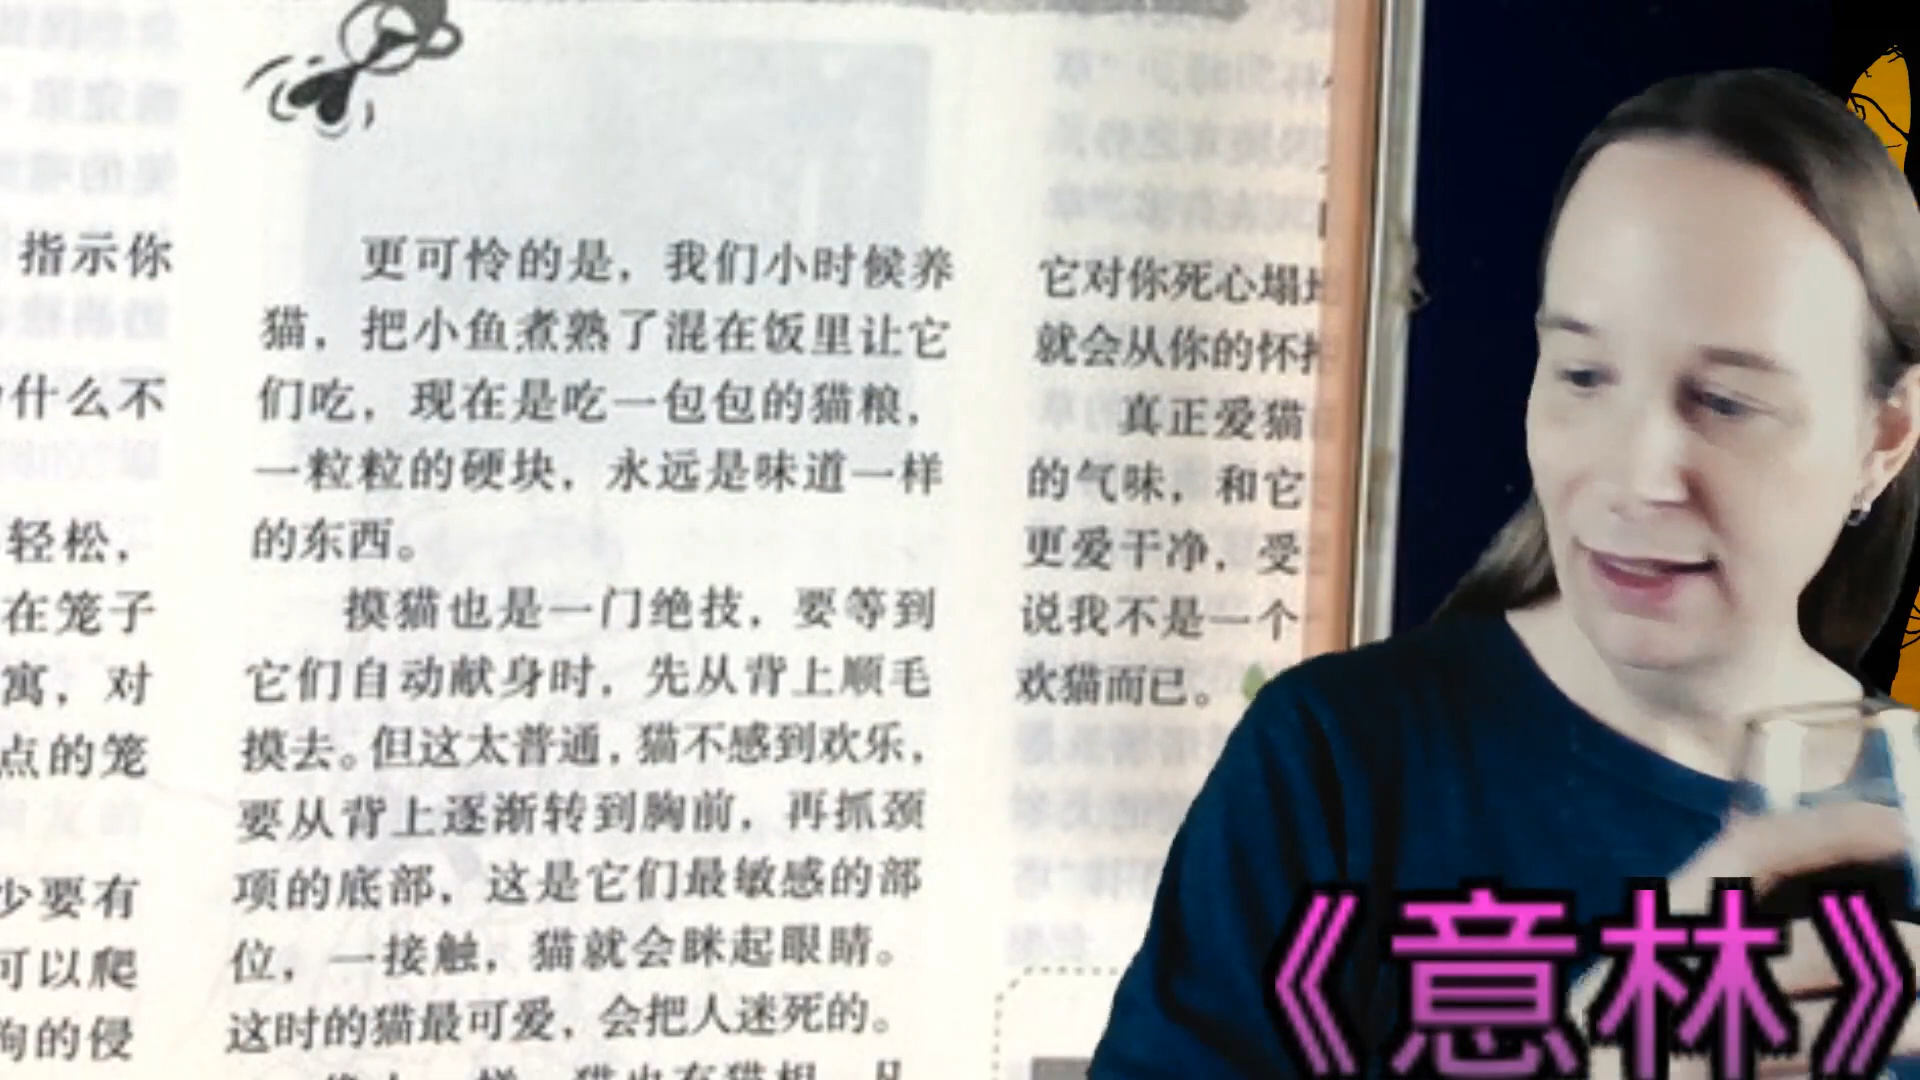 指示你
什么不
轻松，
在笼子
寓，对
点的笼
少要有
可以爬
狗的侵
更可怜的是，我们小时候养
猫，把小鱼煮熟了混在饭里让它
们吃，现在是吃一包包的猫粮，
一粒粒的硬块，永远是味道一样
的东西。
摸猫也是一门绝技，要等到
它们自动献身时，先从背上顺毛
摸去。但这太普通，猫不感到欢乐，
要从背上逐渐转到胸前，再抓颈
项的底部，这是它们最敏感的部
位，一接触，猫就会眯起眼睛。
这时的猫最可爱，会把人迷死的。
它对你死心塌地
就会从你的怀
真正爱猫
的气味，和它
更爱干净，受
说我不是一个
欢猫而已。
《意林》